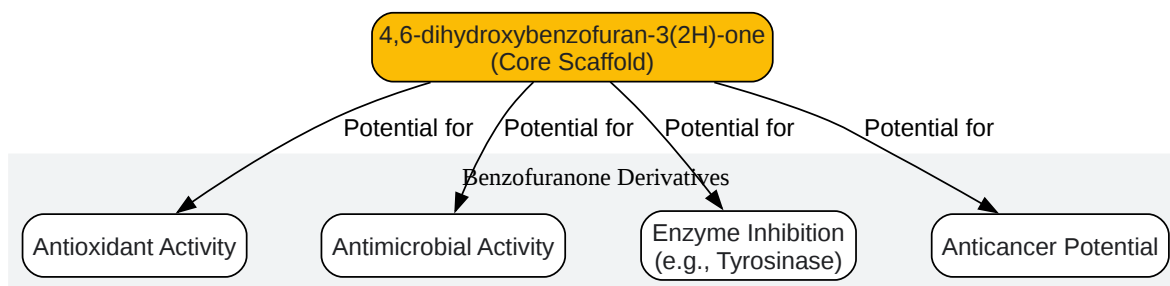 4,6-dihydroxybenzofuran-3(2H)-one
(Core Scaffold)
Potential for
Potential for
Potential for
Potential for
Benzofuranone Derivatives
Antioxidant Activity
Antimicrobial Activity
Enzyme Inhibition
(e.g., Tyrosinase)
Anticancer Potential